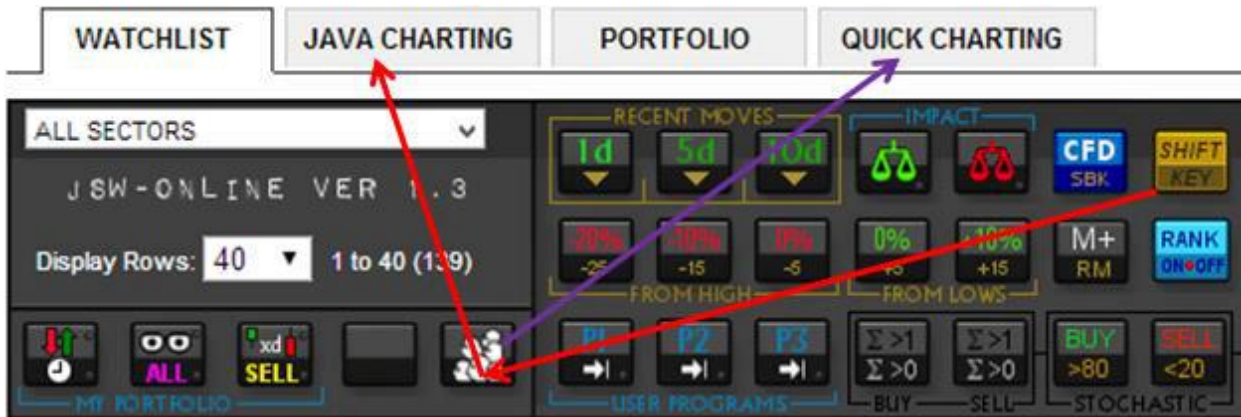 WATCHLIST
JAVA CHARTING
PORTFOLIO
QUICK CHARTING
ALL SECTORS
JSW-ONLINE VER 1.3
Display Rows: 40 1 to 40 (139)
ALL
xd
SELL
MY PORTFOLIO
RECENT MOVES
1d 5d 10d
IMPACT
CFD
SBK
SHIFT
KEY
-20% -10% 0%
-25 -15 -5
FROM HIGH
0% +10%
+5 +15
FROM LOWS
M+
RM
RANK
ON OFF
P1 P2 P3
USER PROGRAMS
Σ>1 Σ>1
Σ>0 Σ>0
BUY SELL
BUY SELL
>80 <20
STOCHASTIC